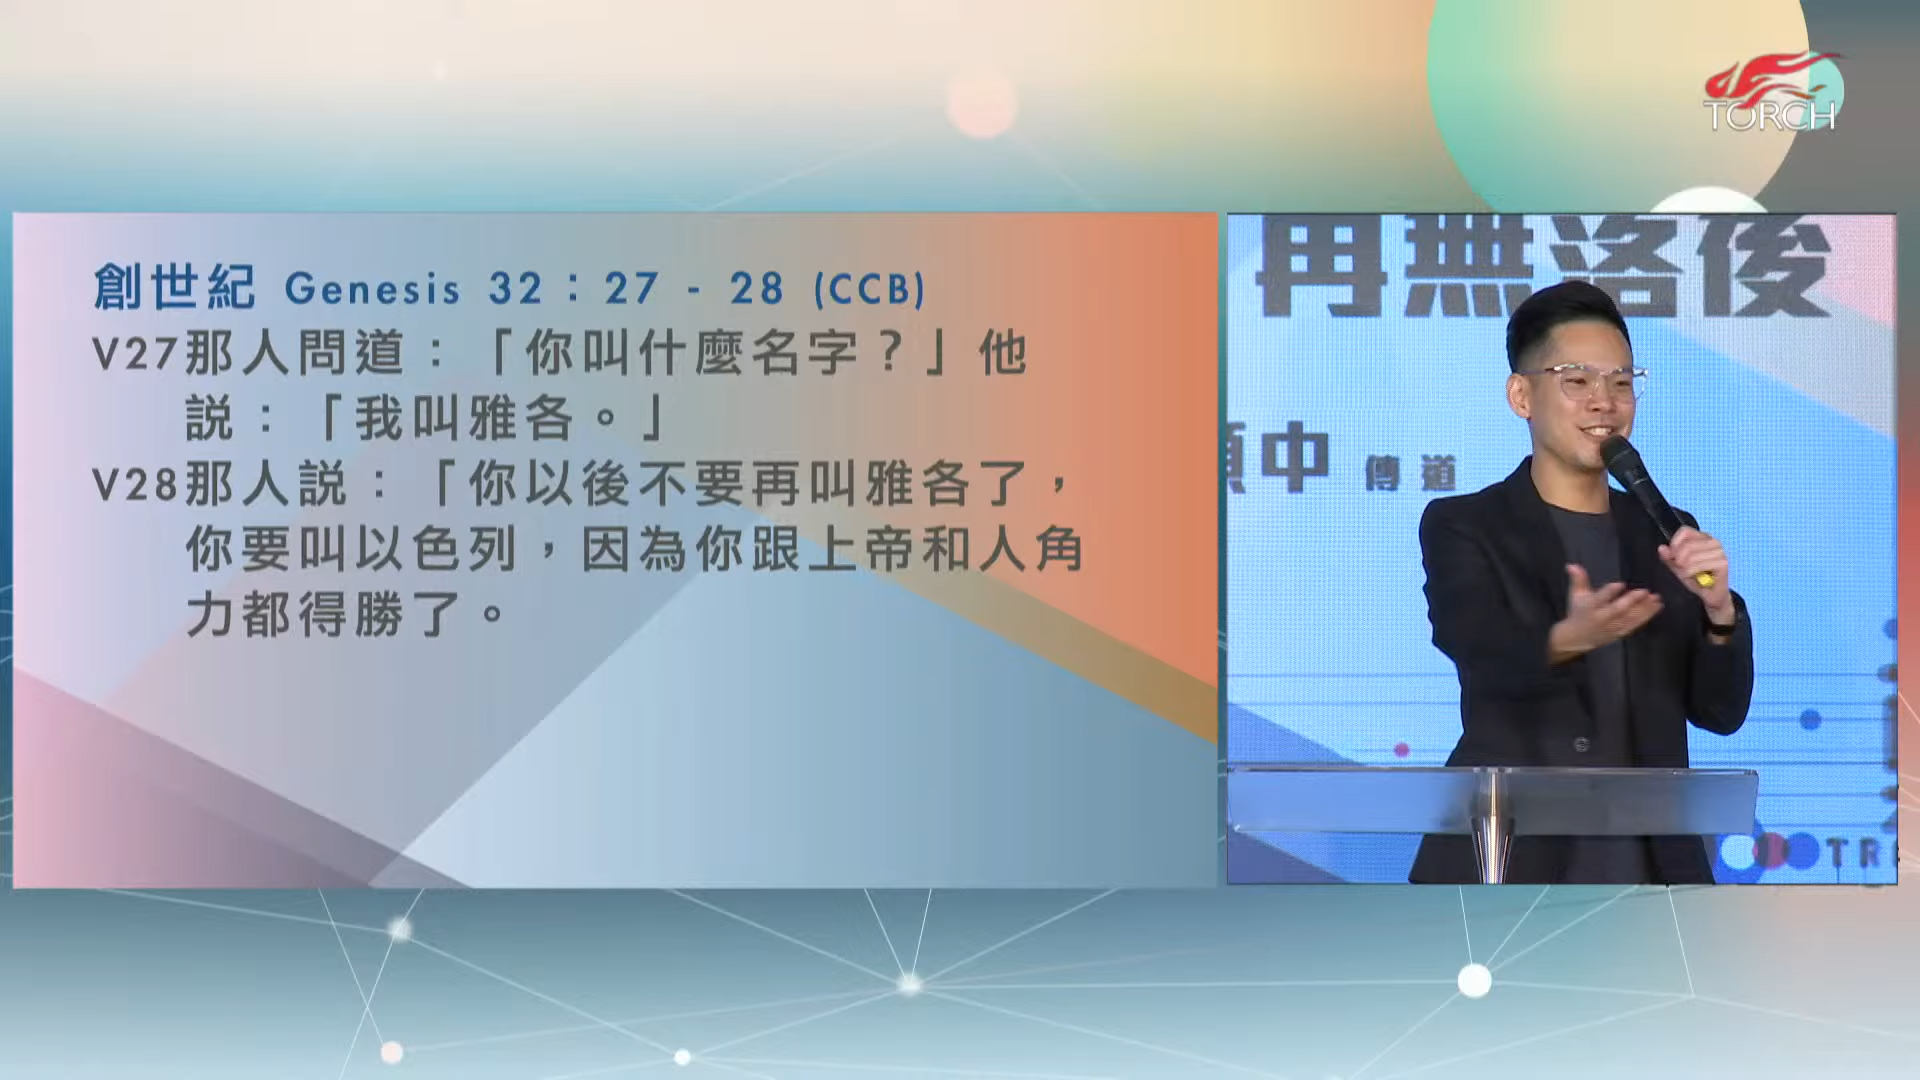 TORCH
創世紀 Genesis 32：27 - 28 (CCB)
V27那人問道：「你叫什麼名字？」他
説：「我叫雅各。」
V28那人説：「你以後不要再叫雅各了，
你要叫以色列，因為你跟上帝和人角
力都得勝了。
再無落後
中 傳道